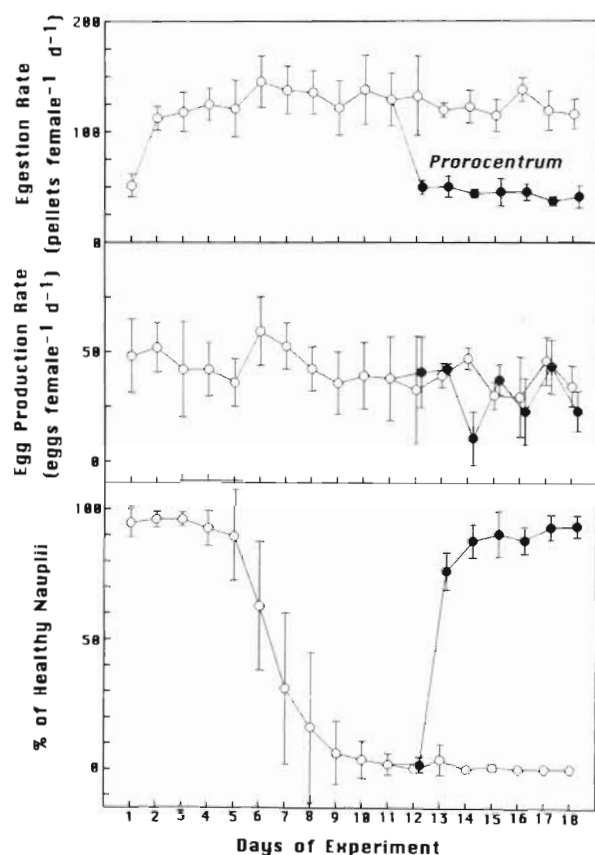 200
100
0
Egestion Rate
(pellets female⁻¹ d⁻¹)
Prorocentrum
50
0
Egg Production Rate
(eggs female⁻¹ d⁻¹)
100
50
0
% of Healthy Nauplii
1 2 3 4 5 6 7 8 9 10 11 12 13 14 15 16 17 18
Days of Experiment